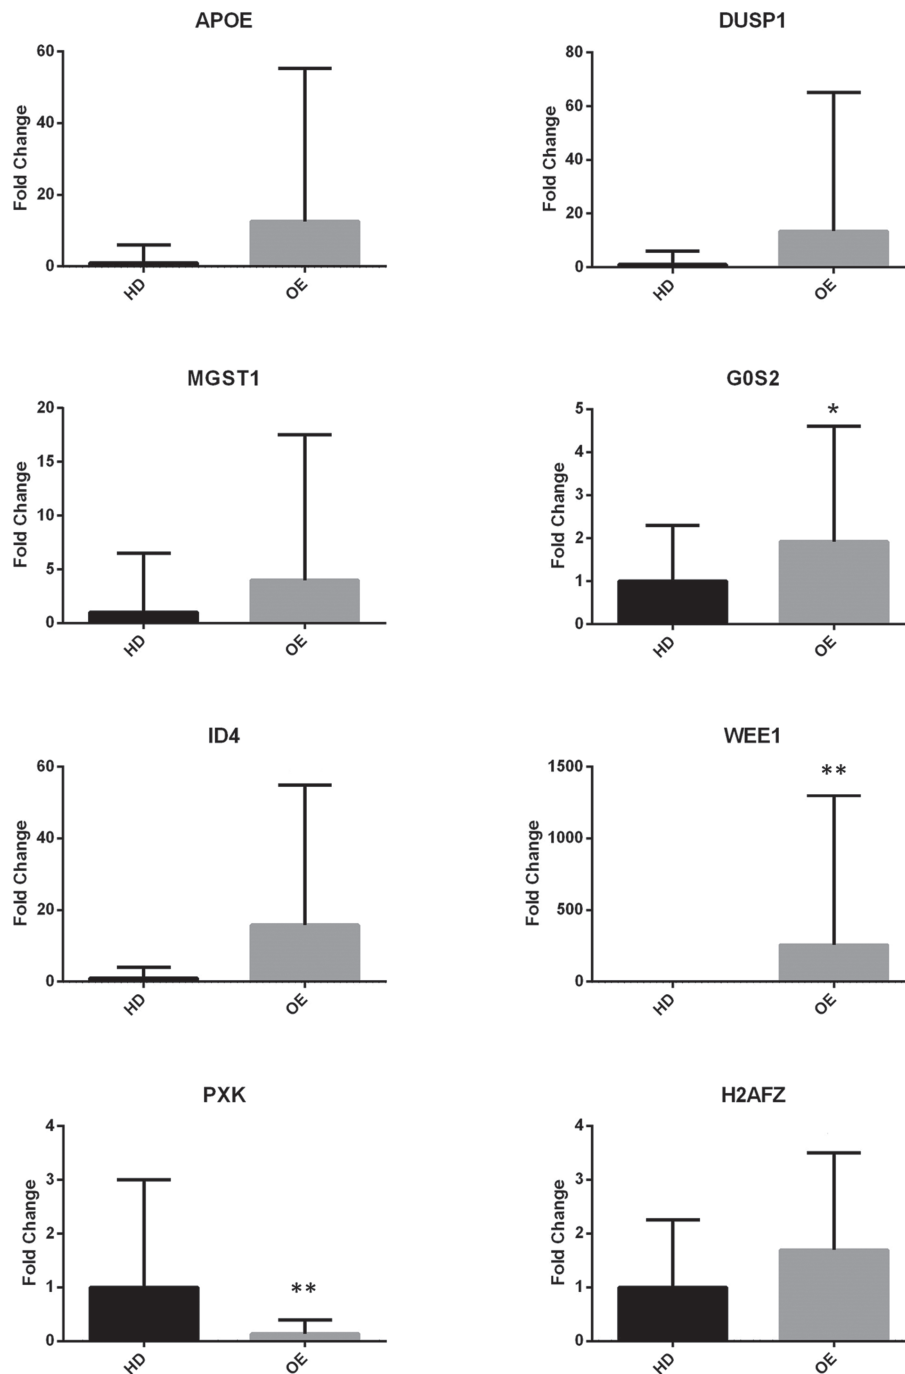 APOE
Fold Change
60
40
20
0
HD
OE
DUSP1
Fold Change
80
60
40
20
0
HD
OE
MGST1
Fold Change
20
15
10
5
0
HD
OE
G0S2
Fold Change
5
4
3
2
1
0
*
HD
OE
ID4
Fold Change
60
40
20
0
HD
OE
WEE1
Fold Change
1500
1000
500
0
**
HD
OE
PXK
Fold Change
4
3
2
1
0
**
HD
OE
H2AFZ
Fold Change
4
3
2
1
0
HD
OE